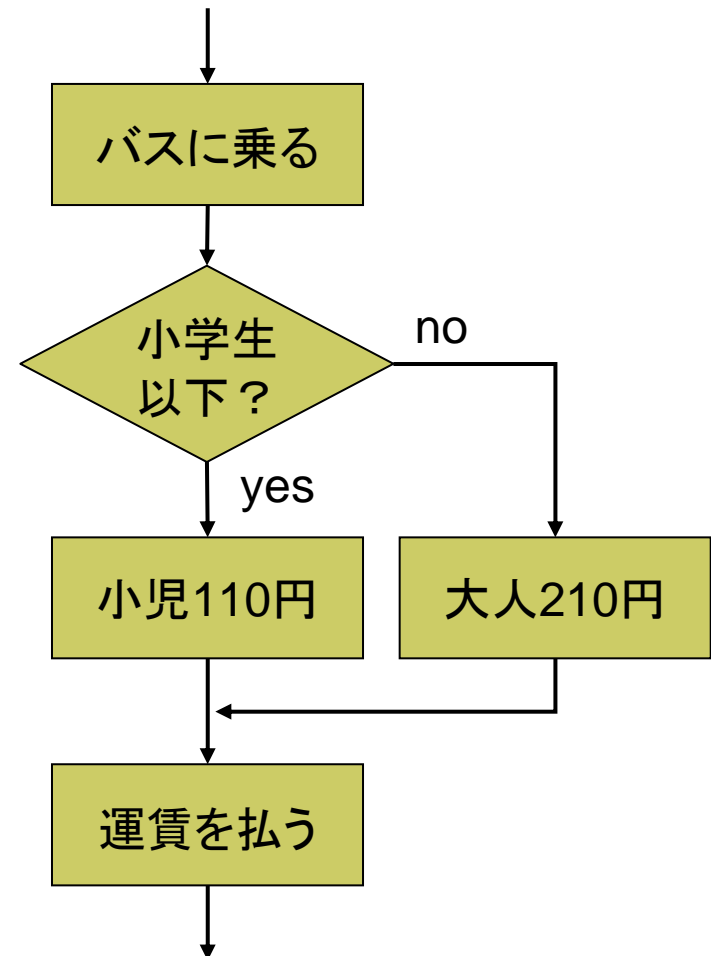 バスに乗る
小学生
以下？
no
yes
小児110円
大人210円
運賃を払う